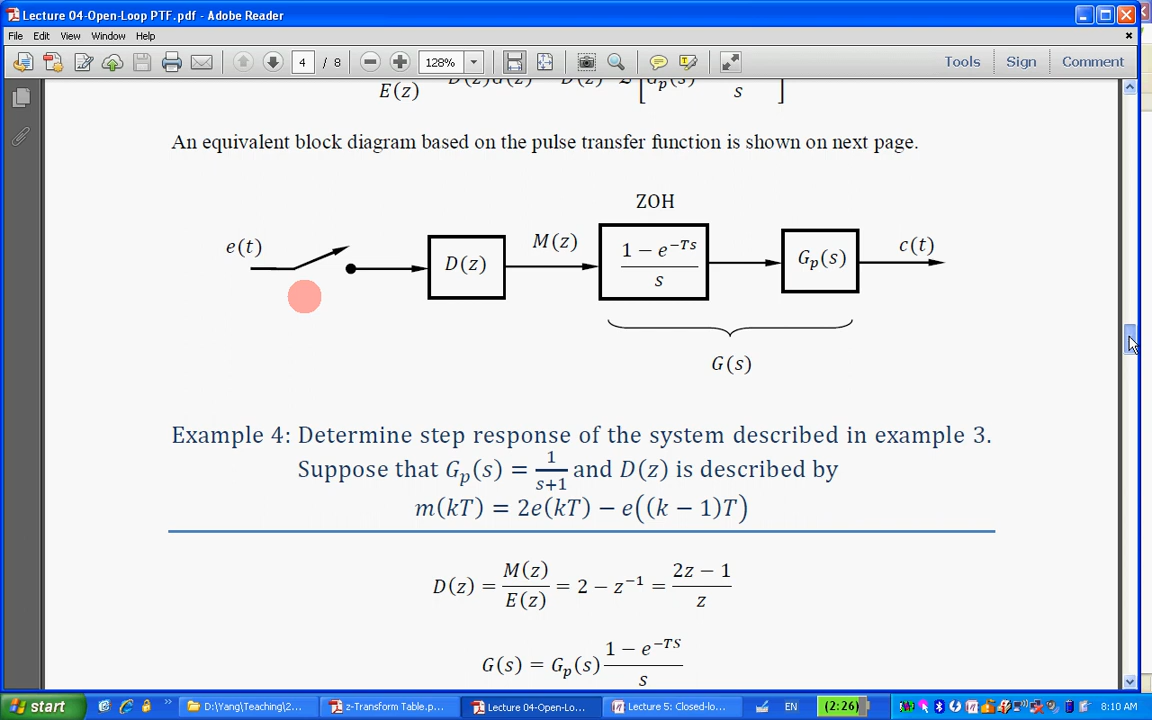 Lecture 04-Open-Loop PTF.pdf - Adobe Reader
File Edit View Window Help
4 / 8 128% Tools Sign Comment
E(z) s
An equivalent block diagram based on the pulse transfer function is shown on next page.
ZOH
e(t) D(z) M(z) 1 − e^{−Ts} / s G_p(s) c(t)
G(s)
Example 4: Determine step response of the system described in example 3.
Suppose that G_p(s) = 1/(s+1) and D(z) is described by
m(kT) = 2e(kT) − e((k − 1)T)
D(z) = M(z)/E(z) = 2 − z^{−1} = (2z − 1)/z
G(s) = G_p(s) (1 − e^{−TS})/s
start D:\Yang\Teaching\2... z-Transform Table.p... Lecture 04-Open-Lo... Lecture 5: Closed-lo... (2:26) EN 8:10 AM